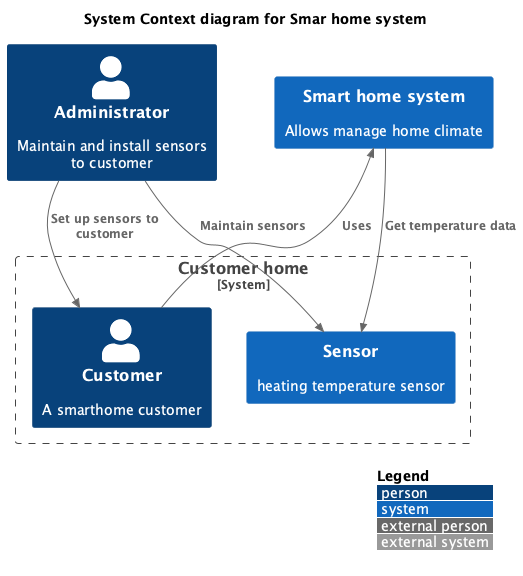 System Context diagram for Smar home system
Administrator
Maintain and install sensors
to customer
Smart home system
Allows manage home climate
Set up sensors to
customer
Maintain sensors
Uses
Get temperature data
Customer home
[System]
Customer
A smarthome customer
Sensor
heating temperature sensor
Legend
person
system
external person
external system